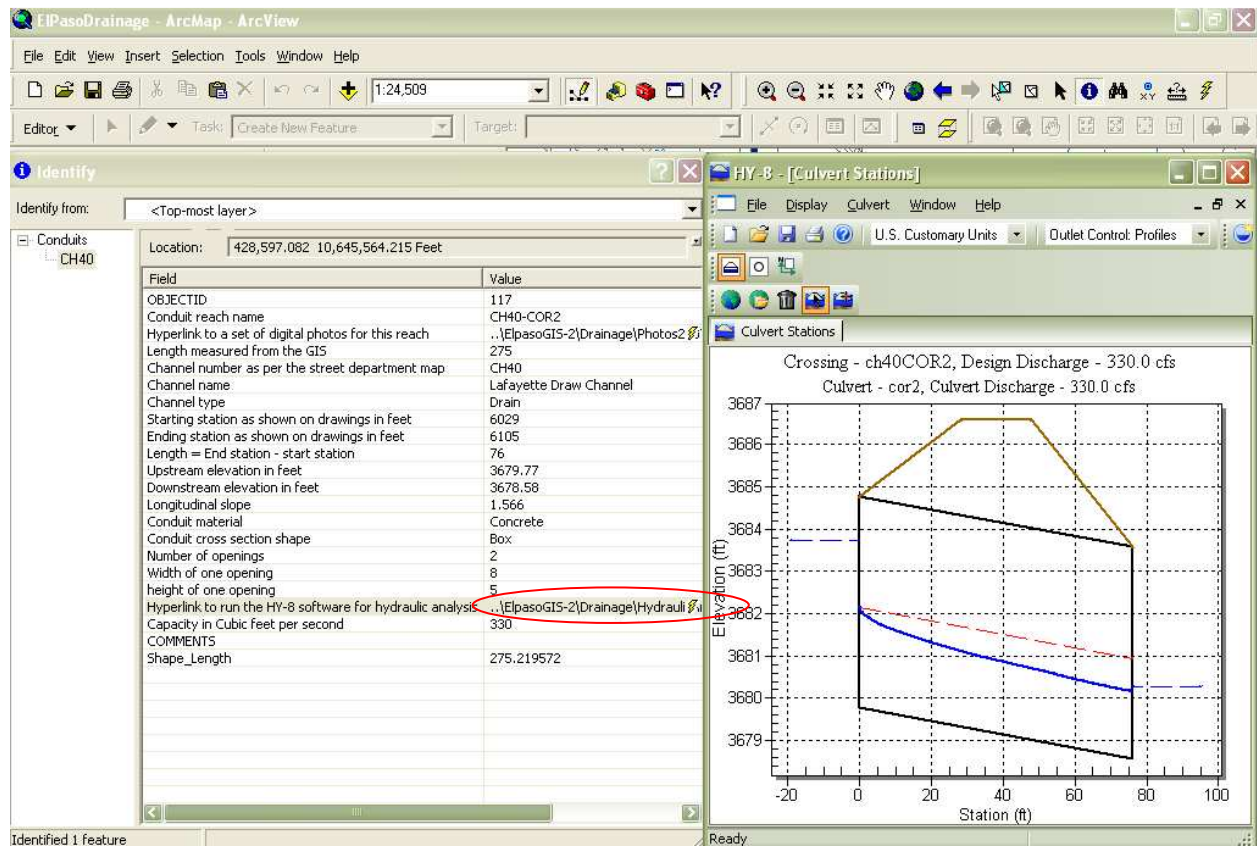 ElPasoDrainage - ArcMap - ArcView
File Edit View Insert Selection Tools Window Help
1:24,509
Editor Task: Create New Feature Target:
Identify
Identify from: <Top-most layer>
Conduits
CH40
Location: 428,597.082 10,645,564.215 Feet
Field Value
OBJECTID 117
Conduit reach name CH40-COR2
Hyperlink to a set of digital photos for this reach ..\ElpasoGIS-2\Drainage\Photos2
Length measured from the GIS 275
Channel number as per the street department map CH40
Channel name Lafayette Draw Channel
Channel type Drain
Starting station as shown on drawings in feet 6029
Ending station as shown on drawings in feet 6105
Length = End station - start station 76
Upstream elevation in feet 3679.77
Downstream elevation in feet 3678.58
Longitudinal slope 1.566
Conduit material Concrete
Conduit cross section shape Box
Number of openings 2
Width of one opening 8
height of one opening 5
Hyperlink to run the HY-8 software for hydraulic analysis ..\ElpasoGIS-2\Drainage\Hydrauli
Capacity in Cubic feet per second 330
COMMENTS
Shape_Length 275.219572
Identified 1 feature
HY-8 - [Culvert Stations]
File Display Culvert Window Help
U.S. Customary Units Outlet Control: Profiles
Culvert Stations
Crossing - ch40COR2, Design Discharge - 330.0 cfs
Culvert - cor2, Culvert Discharge - 330.0 cfs
3687
3686
3685
3684
3683
3682
3681
3680
3679
Elevation (ft)
-20 0 20 40 60 80 100
Station (ft)
Ready